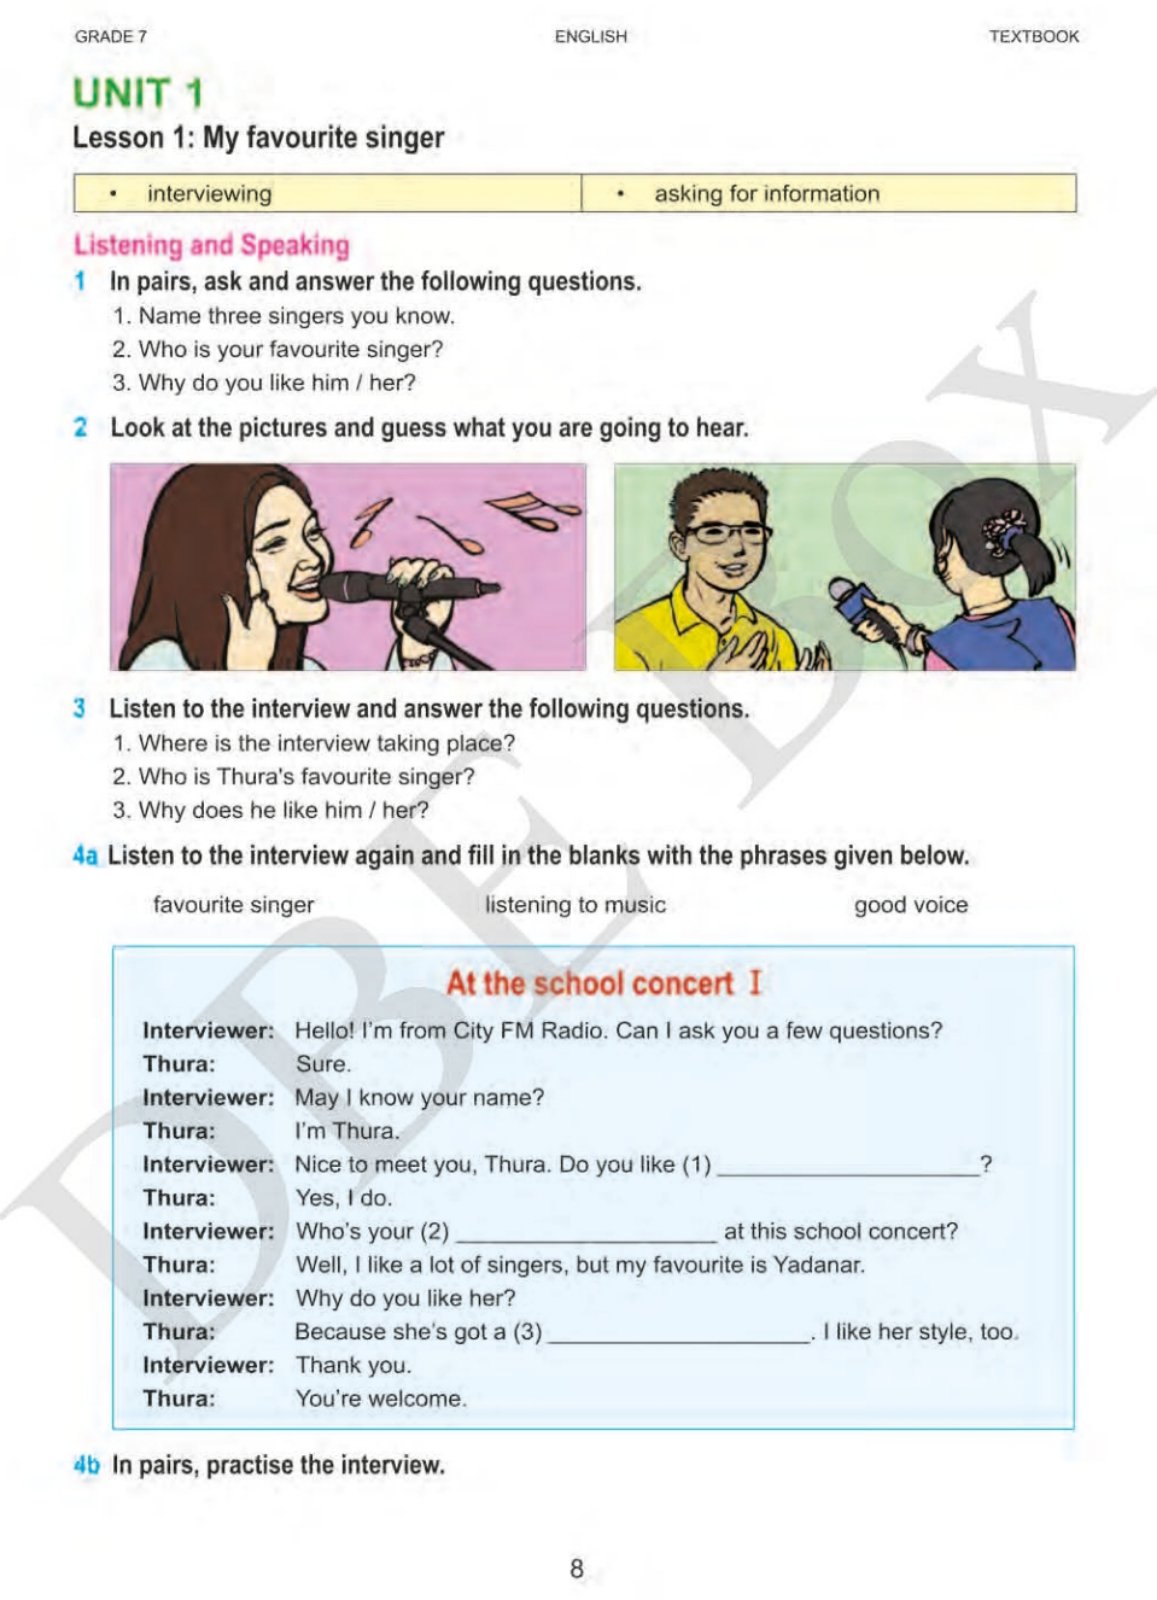 GRADE 7 ENGLISH TEXTBOOK
UNIT 1
Lesson 1: My favourite singer
• interviewing • asking for information
Listening and Speaking
1 In pairs, ask and answer the following questions.
1. Name three singers you know.
2. Who is your favourite singer?
3. Why do you like him / her?
2 Look at the pictures and guess what you are going to hear.
3 Listen to the interview and answer the following questions.
1. Where is the interview taking place?
2. Who is Thura's favourite singer?
3. Why does he like him / her?
4a Listen to the interview again and fill in the blanks with the phrases given below.
favourite singer listening to music good voice
At the school concert I
Interviewer: Hello! I'm from City FM Radio. Can I ask you a few questions?
Thura: Sure.
Interviewer: May I know your name?
Thura: I'm Thura.
Interviewer: Nice to meet you, Thura. Do you like (1) ____________________?
Thura: Yes, I do.
Interviewer: Who's your (2) ____________________ at this school concert?
Thura: Well, I like a lot of singers, but my favourite is Yadanar.
Interviewer: Why do you like her?
Thura: Because she's got a (3) ____________________. I like her style, too.
Interviewer: Thank you.
Thura: You're welcome.
4b In pairs, practise the interview.
8
DBE Box